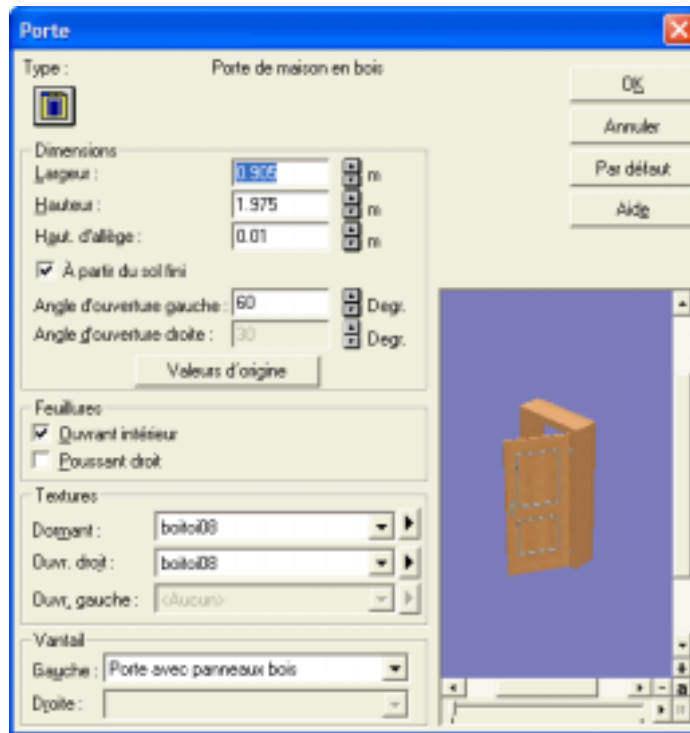 Porte
Type : Porte de maison en bois
OK
Annuler
Par défaut
Aide
Dimensions
Largeur : 0.905 m
Hauteur : 1.975 m
Haut. d'allège : 0.01 m
À partir du sol fini
Angle d'ouverture gauche : 60 Degr.
Angle d'ouverture droite : 30 Degr.
Valeurs d'origine
Feuillures
Ouvrant intérieur
Poussant droit
Textures
Dormant : boitoi08
Ouvr. droit : boitoi08
Ouvr. gauche : <Aucun>
Vantail
Gauche : Porte avec panneaux bois
Droite :